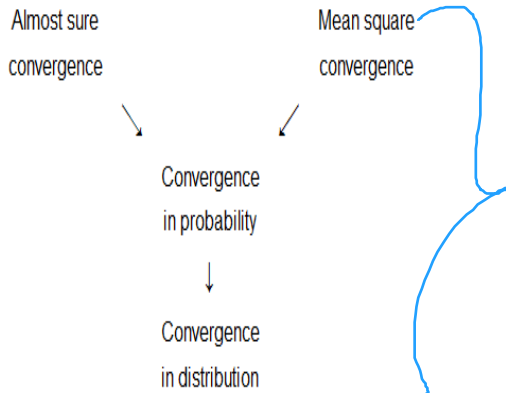 Almost sure
convergence
Mean square
convergence
Convergence
in probability
Convergence
in distribution